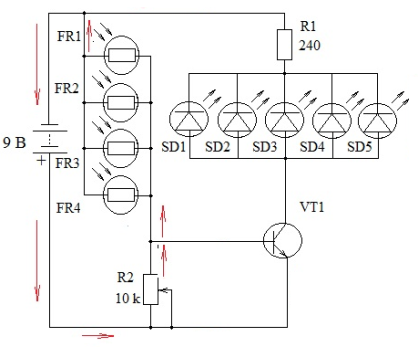 FR1
R1
240
FR2
9 В
+
SD1
SD2
SD3
SD4
SD5
FR3
FR4
VT1
R2
10 k